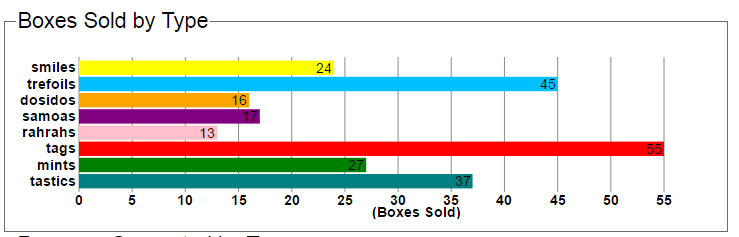 Boxes Sold by Type
smiles 24
trefoils 45
dosidos 16
samoas 17
rahrahs 13
tags 55
mints 27
tastics 37
0 5 10 15 20 25 30 35 40 45 50 55
(Boxes Sold)